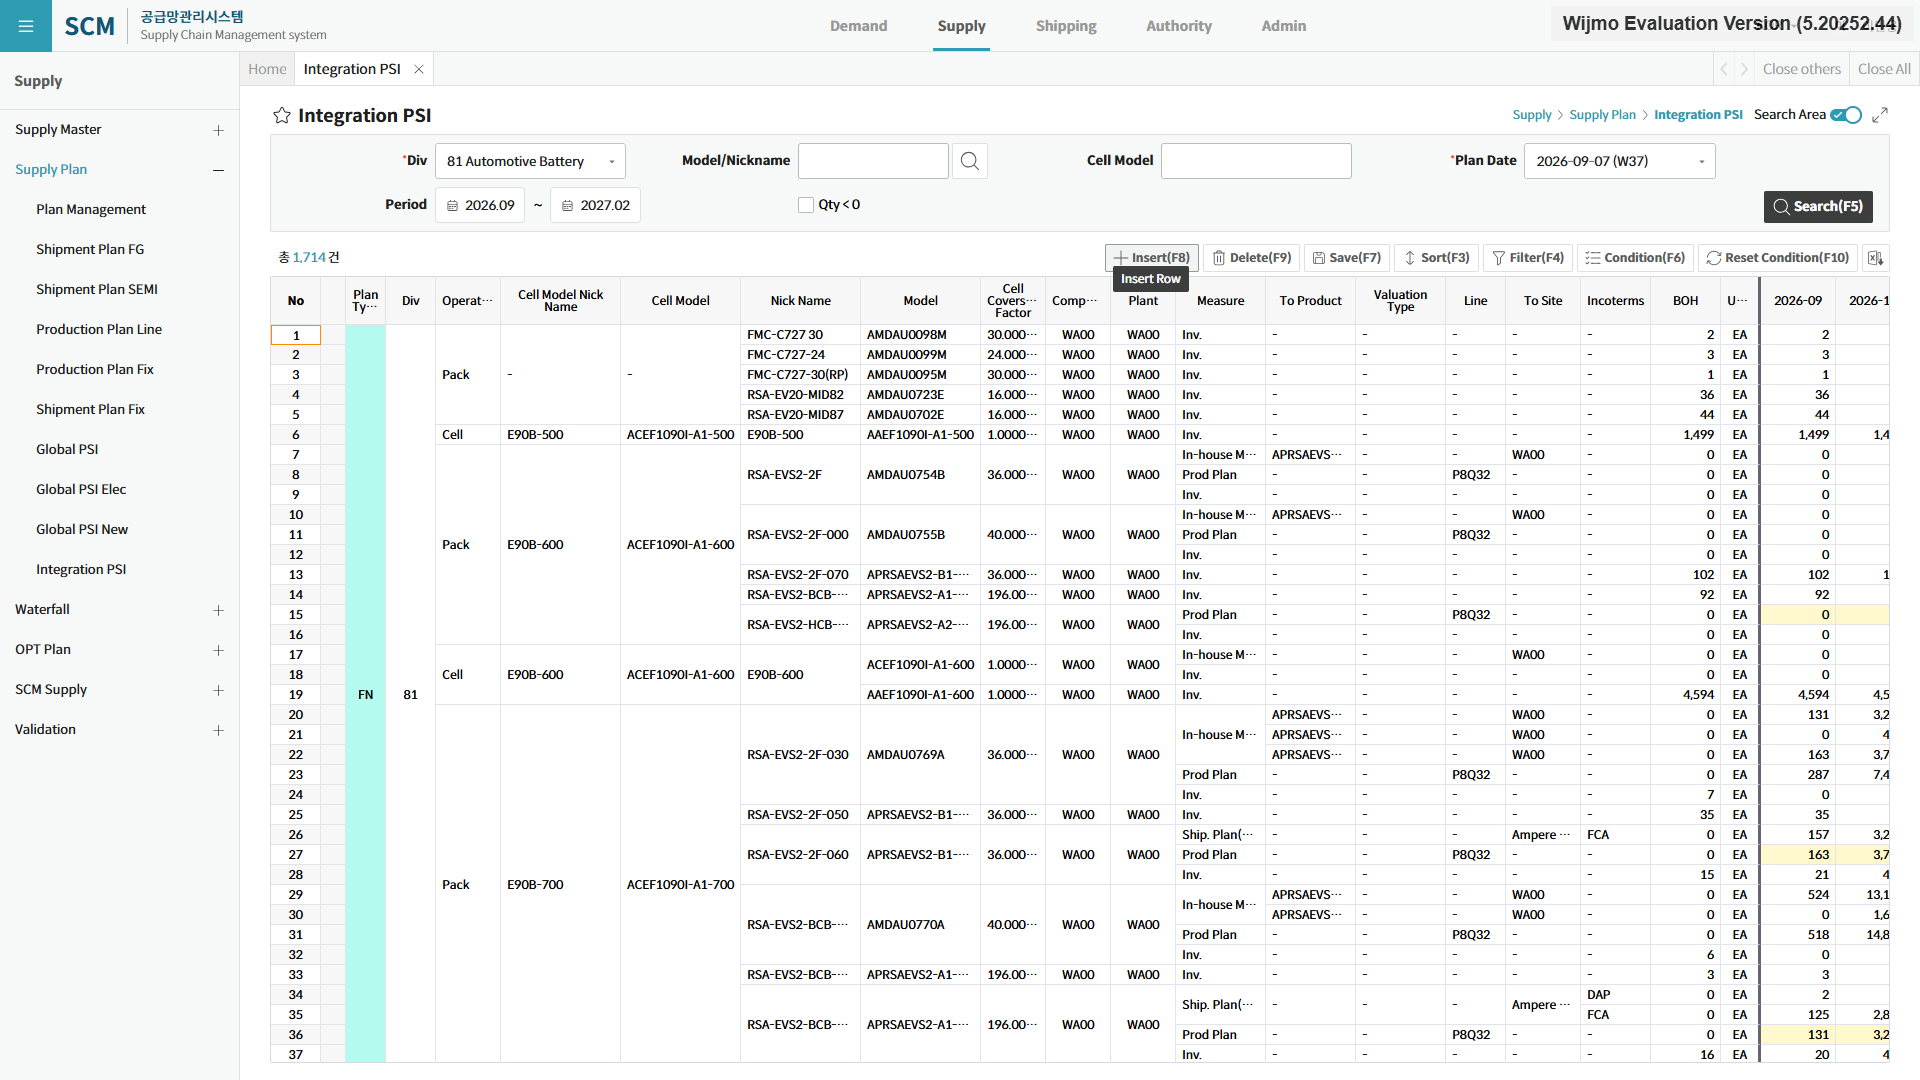 SCM
공급망관리시스템
Supply Chain Management system
Demand
Supply
Shipping
Authority
Admin
Wijmo Evaluation Version (5.20252.44)
Supply
Home
Integration PSI
Close others
Close All
Supply Master
Supply Plan
Plan Management
Shipment Plan FG
Shipment Plan SEMI
Production Plan Line
Production Plan Fix
Shipment Plan Fix
Global PSI
Global PSI Elec
Global PSI New
Integration PSI
Waterfall
OPT Plan
SCM Supply
Validation
Integration PSI
Supply > Supply Plan > Integration PSI
Search Area
*Div 81 Automotive Battery
Model/Nickname
Cell Model
*Plan Date 2026-09-07 (W37)
Period 2026.09 ~ 2027.02
Qty < 0
Search(F5)
총 1,714 건
Insert(F8) Delete(F9) Save(F7) Sort(F3) Filter(F4) Condition(F6) Reset Condition(F10)
Insert Row
No Plan Ty··· Div Operat··· Cell Model Nick Name Cell Model Nick Name Model Cell Covers··· Factor Comp··· Plant Measure To Product Valuation Type Line To Site Incoterms BOH U··· 2026-09 2026-1
FN 81
1 Pack - - FMC-C727 30 AMDAU0098M 30.000··· WA00 WA00 Inv. - - - - - 2 EA 2
2 FMC-C727-24 AMDAU0099M 24.000··· WA00 WA00 Inv. - - - - - 3 EA 3
3 FMC-C727-30(RP) AMDAU0095M 30.000··· WA00 WA00 Inv. - - - - - 1 EA 1
4 RSA-EV20-MID82 AMDAU0723E 16.000··· WA00 WA00 Inv. - - - - - 36 EA 36
5 RSA-EV20-MID87 AMDAU0702E 16.000··· WA00 WA00 Inv. - - - - - 44 EA 44
6 Cell E90B-500 ACEF1090I-A1-500 E90B-500 AAEF1090I-A1-500 1.0000··· WA00 WA00 Inv. - - - - - 1,499 EA 1,499 1,4
7 Pack E90B-600 ACEF1090I-A1-600 RSA-EVS2-2F AMDAU0754B 36.000··· WA00 WA00 In-house M··· APRSAEVS··· - - WA00 - 0 EA 0
8 Prod Plan - - P8Q32 - - 0 EA 0
9 Inv. - - - - - 0 EA 0
10 RSA-EVS2-2F-000 AMDAU0755B 40.000··· WA00 WA00 In-house M··· APRSAEVS··· - - WA00 - 0 EA 0
11 Prod Plan - - P8Q32 - - 0 EA 0
12 Inv. - - - - - 0 EA 0
13 RSA-EVS2-2F-070 APRSAEVS2-B1-··· 36.000··· WA00 WA00 Inv. - - - - - 102 EA 102 1
14 RSA-EVS2-BCB-··· APRSAEVS2-A1-··· 196.00··· WA00 WA00 Inv. - - - - - 92 EA 92
15 RSA-EVS2-HCB-··· APRSAEVS2-A2-··· 196.00··· WA00 WA00 Prod Plan - - P8Q32 - - 0 EA 0
16 Inv. - - - - - 0 EA 0
17 Cell E90B-600 ACEF1090I-A1-600 E90B-600 ACEF1090I-A1-600 1.0000··· WA00 WA00 In-house M··· - - - WA00 - 0 EA 0
18 Inv. - - - - - 0 EA 0
19 AAEF1090I-A1-600 1.0000··· WA00 WA00 Inv. - - - - - 4,594 EA 4,594 4,5
20 Pack E90B-700 ACEF1090I-A1-700 RSA-EVS2-2F-030 AMDAU0769A 36.000··· WA00 WA00 In-house M··· APRSAEVS··· - - WA00 - 0 EA 131 3,2
21 APRSAEVS··· - - WA00 - 0 EA 0 4
22 APRSAEVS··· - - WA00 - 0 EA 163 3,7
23 Prod Plan - - P8Q32 - - 0 EA 287 7,4
24 Inv. - - - - - 7 EA 0
25 RSA-EVS2-2F-050 APRSAEVS2-B1-··· 36.000··· WA00 WA00 Inv. - - - - - 35 EA 35
26 RSA-EVS2-2F-060 APRSAEVS2-B1-··· 36.000··· WA00 WA00 Ship. Plan(··· - - - Ampere ··· FCA 0 EA 157 3,2
27 Prod Plan - - P8Q32 - - 0 EA 163 3,7
28 Inv. - - - - - 15 EA 21 4
29 RSA-EVS2-BCB-··· AMDAU0770A 40.000··· WA00 WA00 In-house M··· APRSAEVS··· - - WA00 - 0 EA 524 13,1
30 APRSAEVS··· - - WA00 - 0 EA 0 1,6
31 Prod Plan - - P8Q32 - - 0 EA 518 14,8
32 Inv. - - - - - 6 EA 0
33 RSA-EVS2-BCB-··· APRSAEVS2-A1-··· 196.00··· WA00 WA00 Inv. - - - - - 3 EA 3
34 RSA-EVS2-BCB-··· APRSAEVS2-A1-··· 196.00··· WA00 WA00 Ship. Plan(··· - - - Ampere ··· DAP 0 EA 2
35 FCA 0 EA 125 2,8
36 Prod Plan - - P8Q32 - - 0 EA 131 3,2
37 Inv. - - - - - 16 EA 20 4